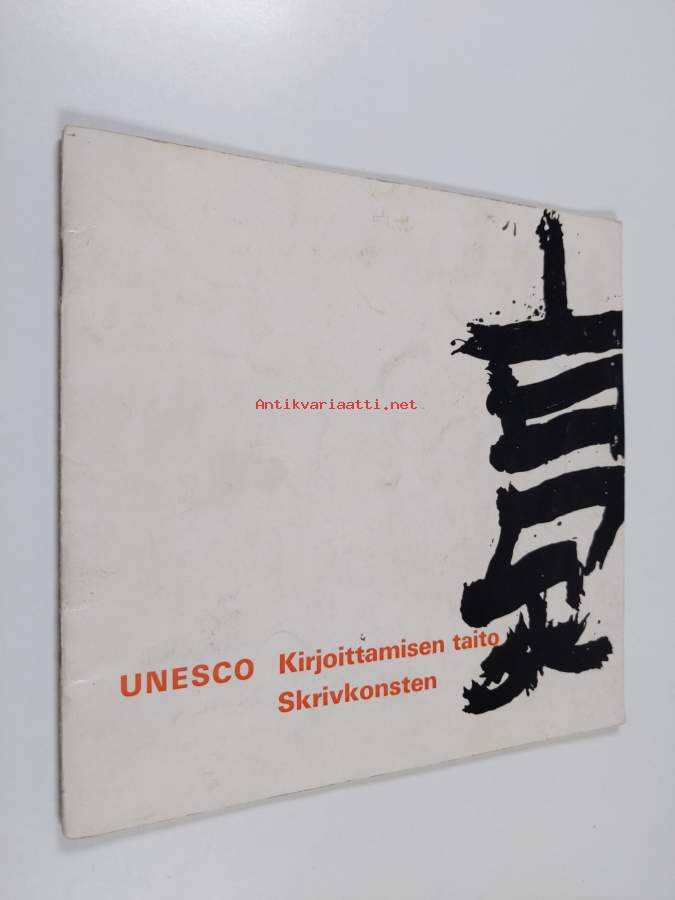 Antikvariaatti.net
UNESCO Kirjoittamisen taito
Skrivkonsten